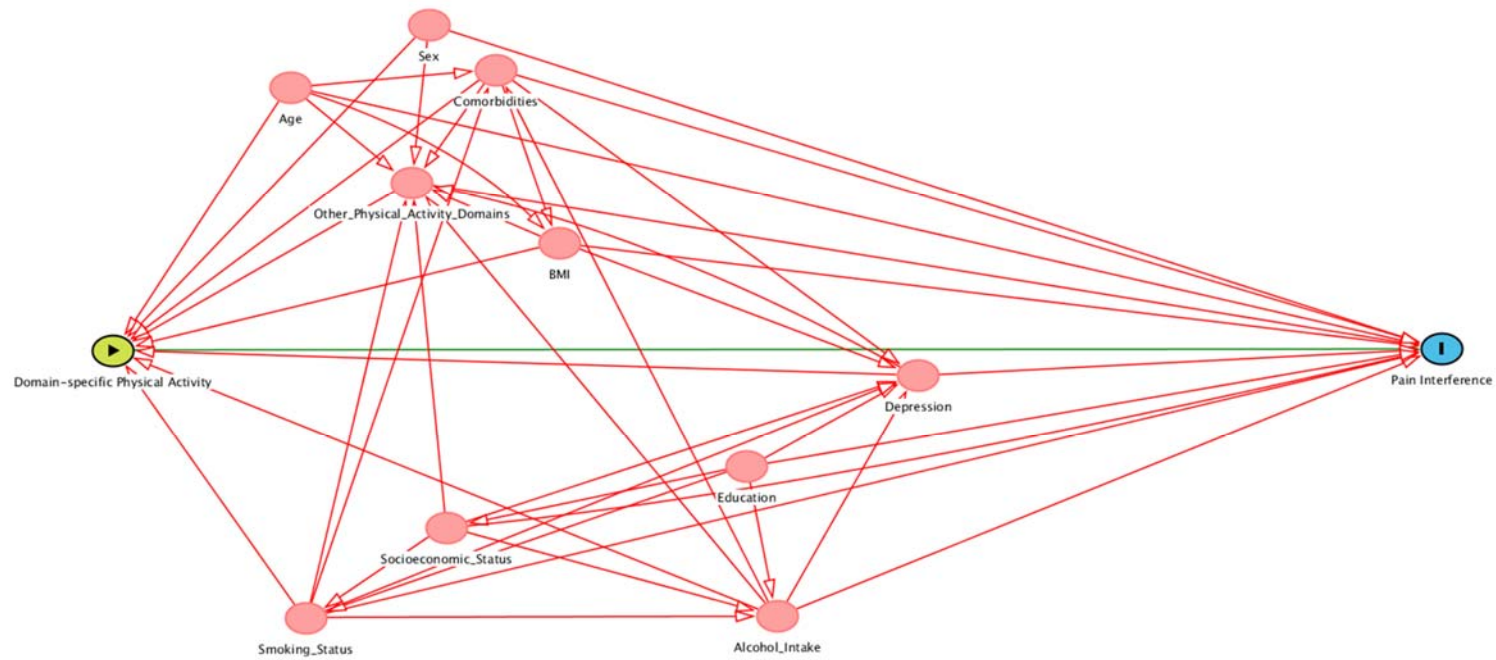 Sex
Comorbidities
Age
Other_Physical_Activity_Domains
BMI
Domain-specific Physical Activity
Pain Interference
Depression
Education
Socioeconomic_Status
Smoking_Status
Alcohol_Intake